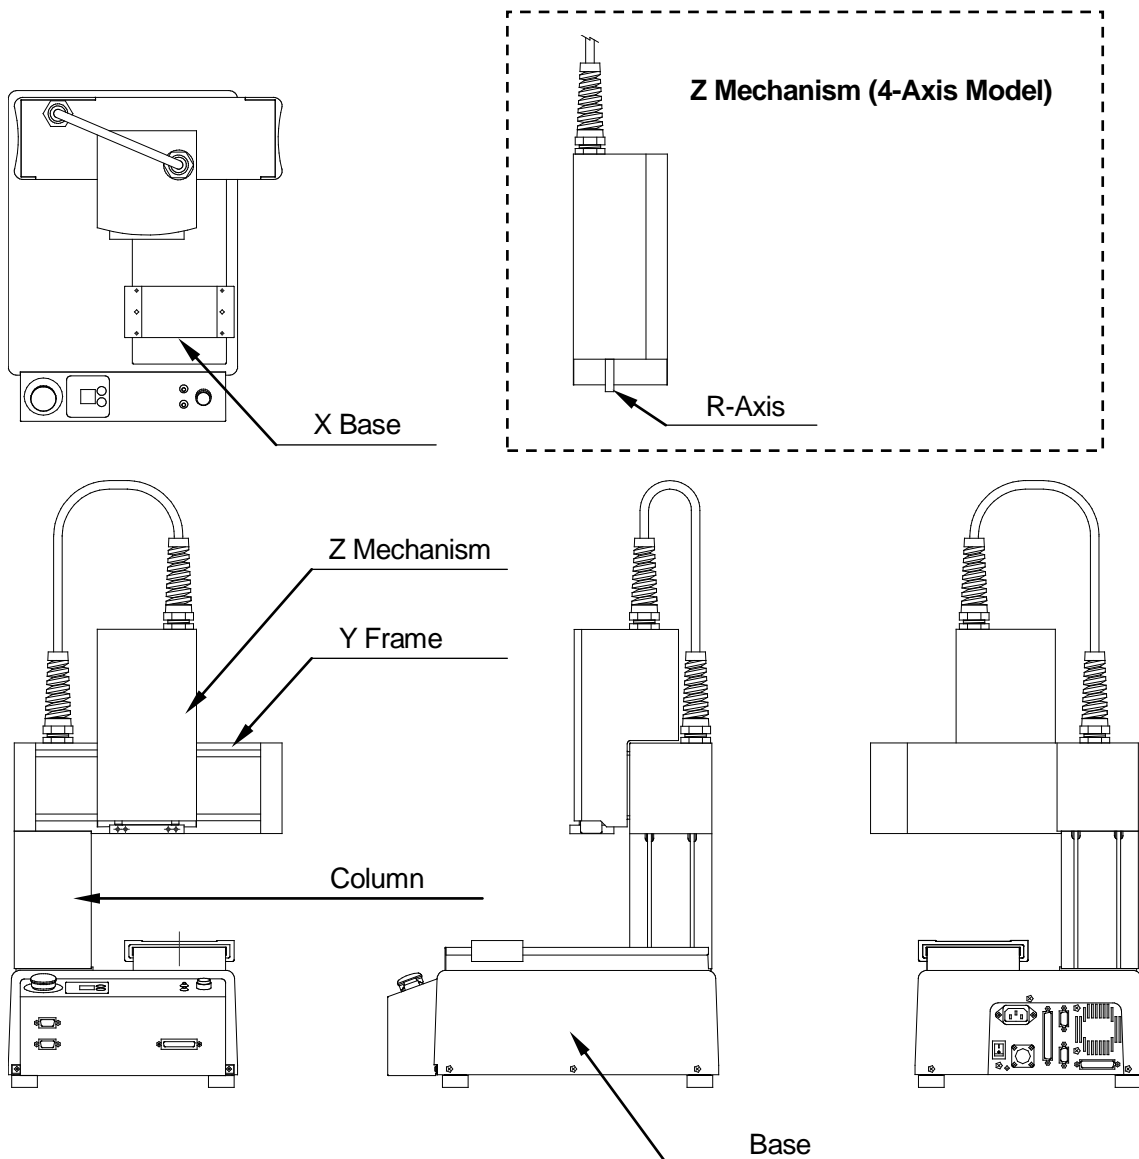 Z Mechanism (4-Axis Model)
R-Axis
X Base
Z Mechanism
Y Frame
Column
Base